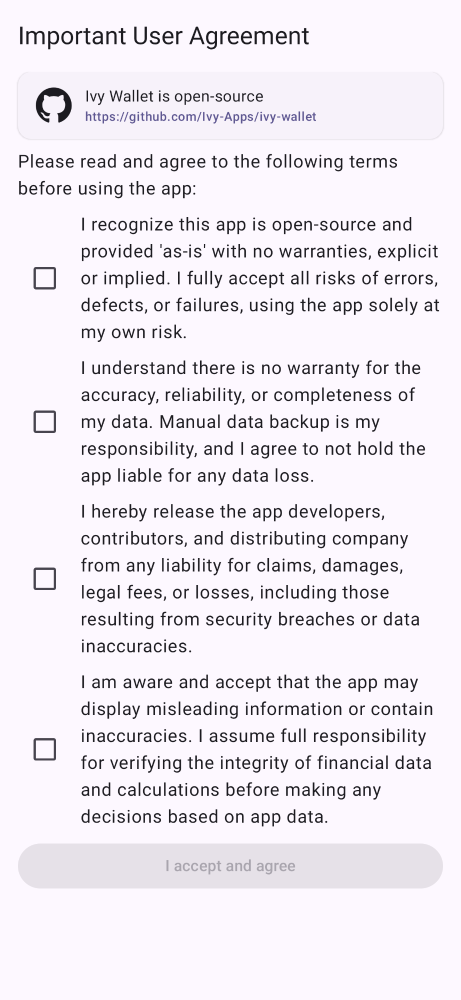 Important User Agreement
Ivy Wallet is open-source
https://github.com/Ivy-Apps/ivy-wallet
Please read and agree to the following terms
before using the app:
I recognize this app is open-source and
provided 'as-is' with no warranties, explicit
or implied. I fully accept all risks of errors,
defects, or failures, using the app solely at
my own risk.
I understand there is no warranty for the
accuracy, reliability, or completeness of
my data. Manual data backup is my
responsibility, and I agree to not hold the
app liable for any data loss.
I hereby release the app developers,
contributors, and distributing company
from any liability for claims, damages,
legal fees, or losses, including those
resulting from security breaches or data
inaccuracies.
I am aware and accept that the app may
display misleading information or contain
inaccuracies. I assume full responsibility
for verifying the integrity of financial data
and calculations before making any
decisions based on app data.
I accept and agree